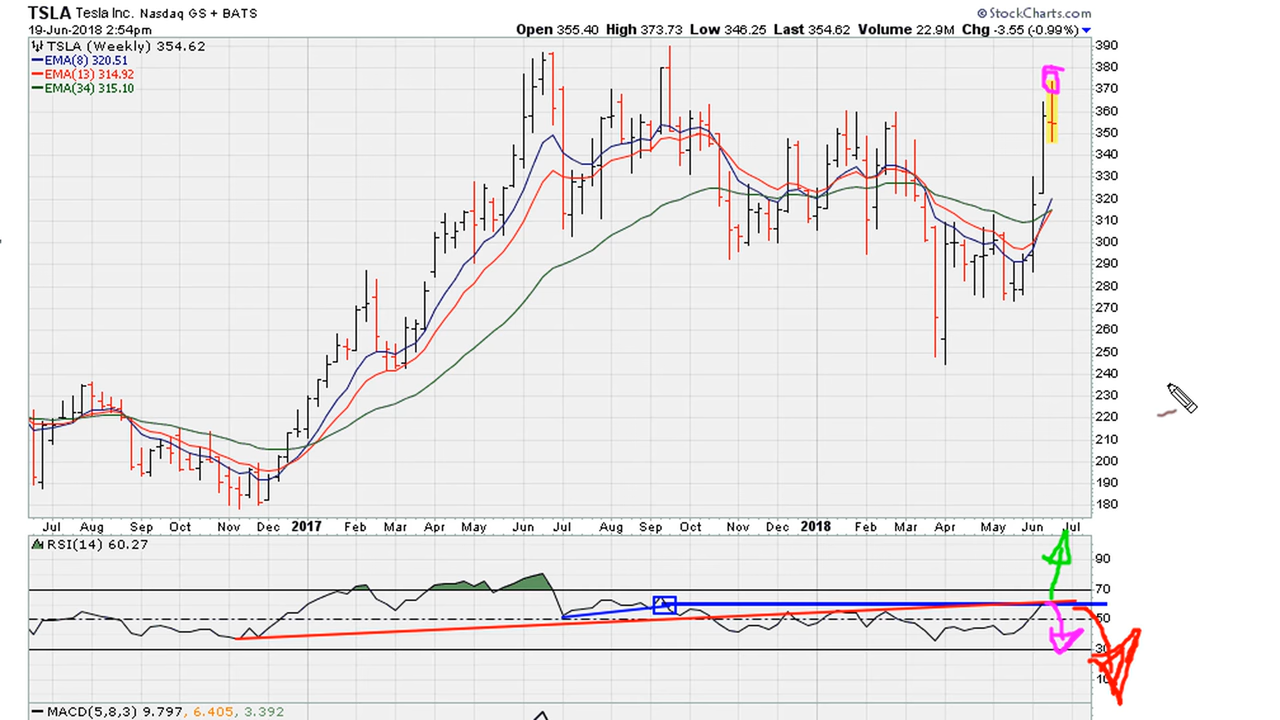 TSLA Tesla Inc. Nasdaq GS + BATS
© StockCharts.com
19-Jun-2018 2:54pm
Open 355.40 High 373.73 Low 346.25 Last 354.62 Volume 22.9M Chg -3.55 (-0.99%)
TSLA (Weekly) 354.62
EMA(8) 320.51
EMA(13) 314.92
EMA(34) 315.10
390
380
370
360
350
340
330
320
310
300
290
280
270
260
250
240
230
220
210
200
190
180
Jul Aug Sep Oct Nov Dec 2017 Feb Mar Apr May Jun Jul Aug Sep Oct Nov Dec 2018 Feb Mar Apr May Jun Jul
RSI(14) 60.27
90
70
50
30
10
MACD(5,8,3) 9.797, 6.405, 3.392